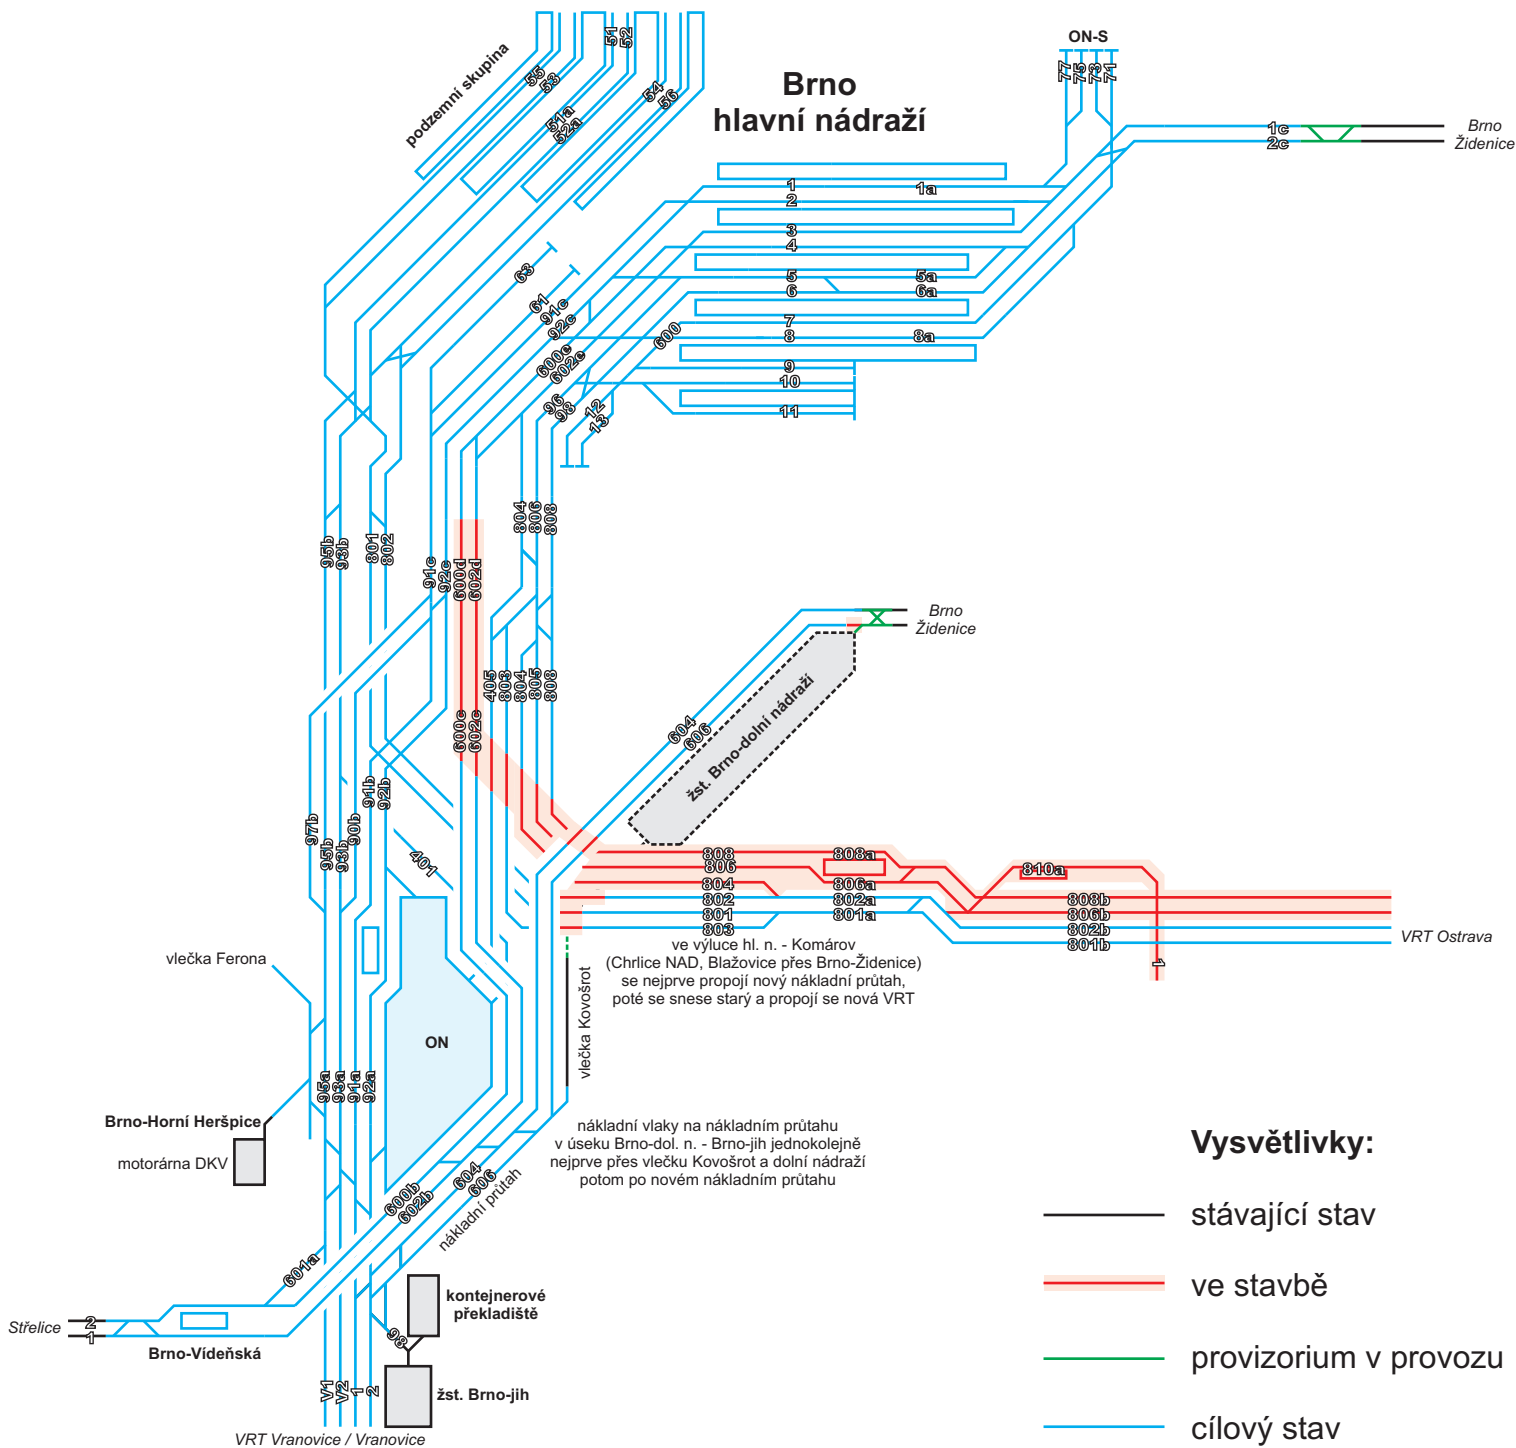 55
53
51
52
51a
52a
54
56
podzemní skupina
Brno
hlavní nádraží
ON-S
77
75
73
71
1c
2c
Brno
Židenice
1
1a
2
3
4
5
5a
6
6a
7
8
8a
9
10
11
63
61
91c
92c
600
600e
602e
96
98
12
13
95b
93b
801
802
91c
92c
600d
602d
804
806
808
405
803
804
805
808
600c
602c
Brno
Židenice
604
606
žst. Brno-dolní nádraží
97b
95b
93b
90b
91b
92b
401
808
808a
806
804
806a
802
802a
801
801a
803
810a
808b
806b
802b
801b
1
VRT Ostrava
ve výluce hl. n. - Komárov
(Chrlice NAD, Blažovice přes Brno-Židenice)
se nejprve propojí nový nákladní průtah,
poté se snese starý a propojí se nová VRT
vlečka Ferona
vlečka Kovošrot
ON
95a
93a
91a
92a
Brno-Horní Heršpice
motorárna DKV
nákladní vlaky na nákladním průtahu
v úseku Brno-dol. n. - Brno-jih jednokolejně
nejprve přes vlečku Kovošrot a dolní nádraží
potom po novém nákladním průtahu
600b
602b
604
606
nákladní průtah
601a
Střelice
2
1
Brno-Vídeňská
kontejnerové
překladiště
98
žst. Brno-jih
V1
V2
1
2
VRT Vranovice / Vranovice
Vysvětlivky:
stávající stav
ve stavbě
provizorium v provozu
cílový stav